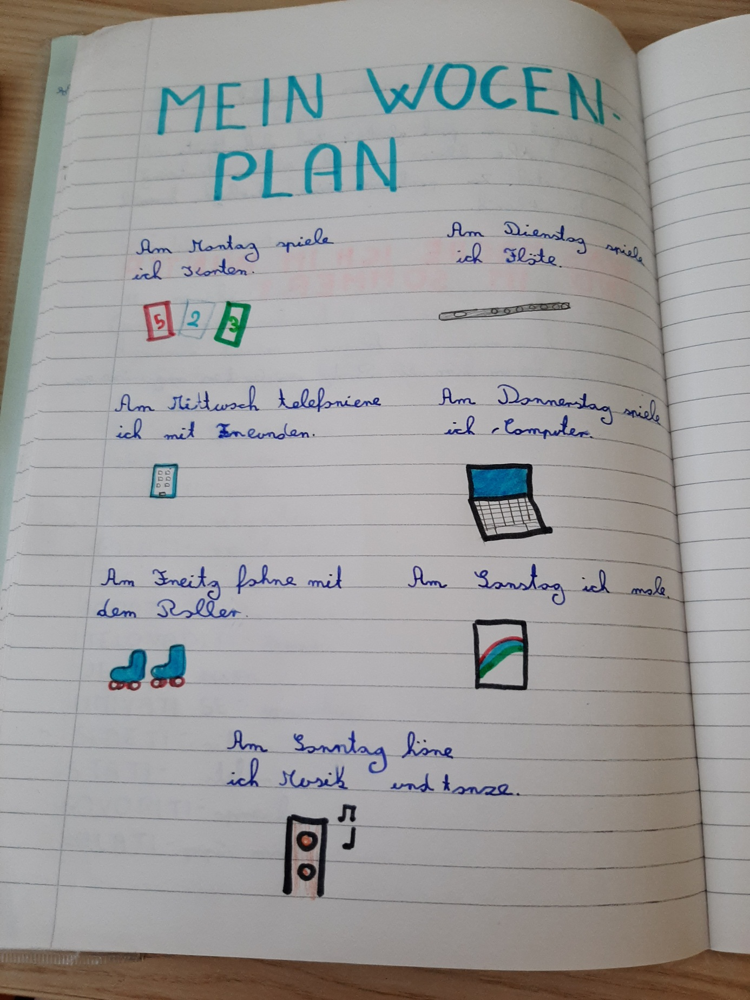 MEIN WOCEN-
PLAN
Am Montag spiele
ich Karten.
5 2 3
Am Dienstag spiele
ich Flöte.
Am Mittwoch telefoniere
ich mit Freunden.
Am Donnerstag spiele
ich Computer.
Am Freitg fahre mit
dem Roller.
Am Samstag ich male.
Am Sonntag höre
ich Musik und tanze.